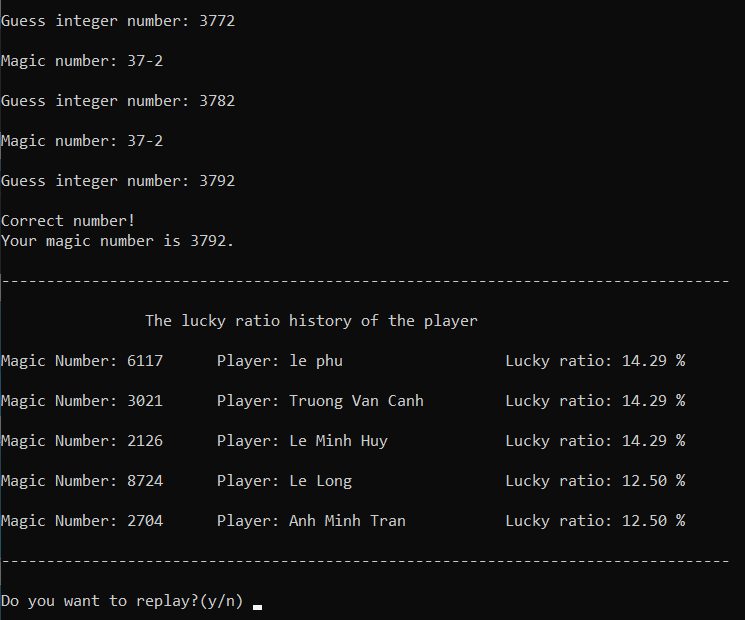 Guess integer number: 3772
Magic number: 37-2
Guess integer number: 3782
Magic number: 37-2
Guess integer number: 3792
Correct number!
Your magic number is 3792.
---------------------------------------------------------------------------------
The lucky ratio history of the player
Magic Number: 6117      Player: le phu                  Lucky ratio: 14.29 %
Magic Number: 3021      Player: Truong Van Canh         Lucky ratio: 14.29 %
Magic Number: 2126      Player: Le Minh Huy             Lucky ratio: 14.29 %
Magic Number: 8724      Player: Le Long                 Lucky ratio: 12.50 %
Magic Number: 2704      Player: Anh Minh Tran           Lucky ratio: 12.50 %
---------------------------------------------------------------------------------
Do you want to replay?(y/n)